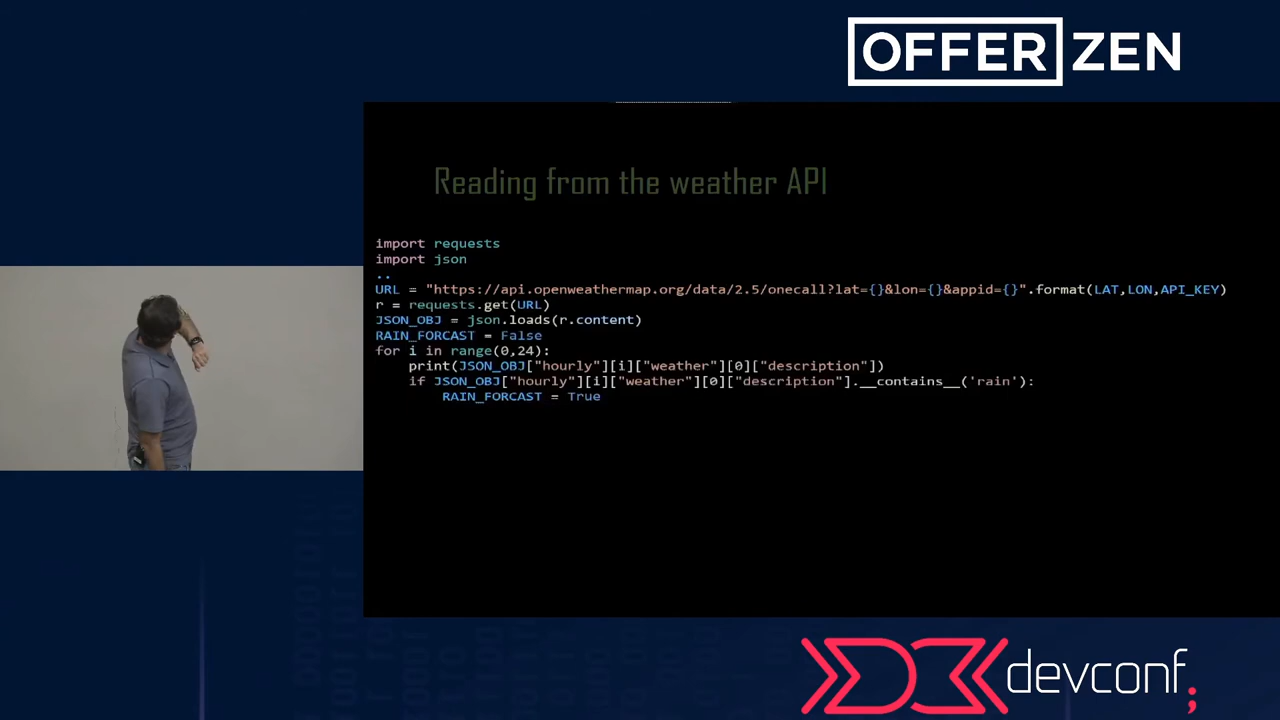 OFFERZEN
Reading from the weather API
import requests
import json
..
URL = "https://api.openweathermap.org/data/2.5/onecall?lat={}&lon={}&appid={}".format(LAT,LON,API_KEY)
r = requests.get(URL)
JSON_OBJ = json.loads(r.content)
RAIN_FORCAST = False
for i in range(0,24):
    print(JSON_OBJ["hourly"][i]["weather"][0]["description"])
    if JSON_OBJ["hourly"][i]["weather"][0]["description"].__contains__('rain'):
        RAIN_FORCAST = True
devconf;